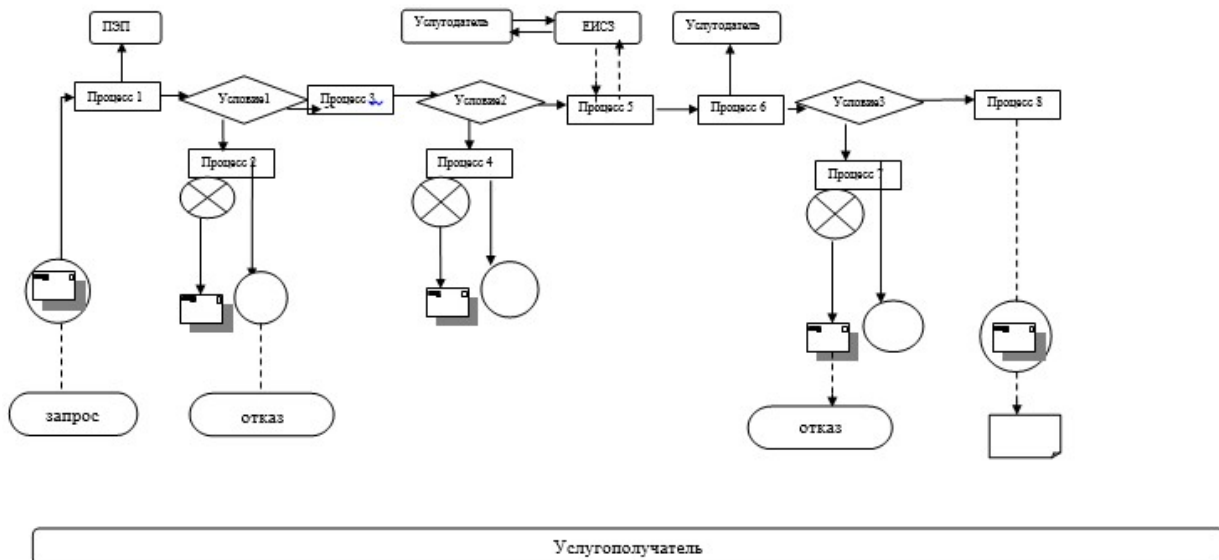 ПЭП
Услугодатель
ЕИСЗ
Услугодатель
Процесс 1
Условие1
Процесс 3
Условие2
Процесс 5
Процесс 6
Условие3
Процесс 8
Процесс 2
Процесс 4
Процесс 7
запрос
отказ
отказ
Услугополучатель